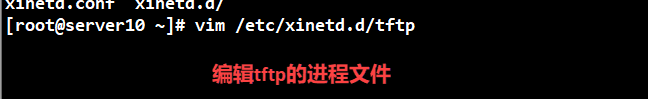 xinetd.conf  xinetd.d/
[root@server10 ~]# vim /etc/xinetd.d/tftp
编辑tftp的进程文件